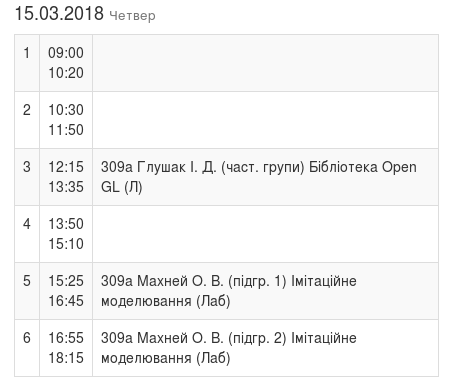 15.03.2018 Четвер
1 09:00
10:20
2 10:30
11:50
3 12:15 309а Глушак І. Д. (част. групи) Бібліотека Open
13:35 GL (Л)
4 13:50
15:10
5 15:25 309а Махней О. В. (підгр. 1) Імітаційне
16:45 моделювання (Лаб)
6 16:55 309а Махней О. В. (підгр. 2) Імітаційне
18:15 моделювання (Лаб)